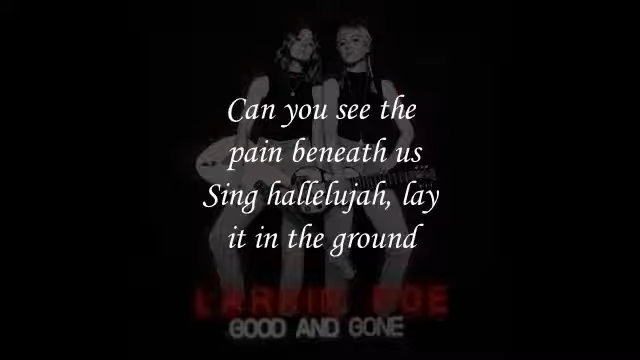 Can you see the
pain beneath us
Sing hallelujah, lay
it in the ground
LARKIN POE
GOOD AND GONE